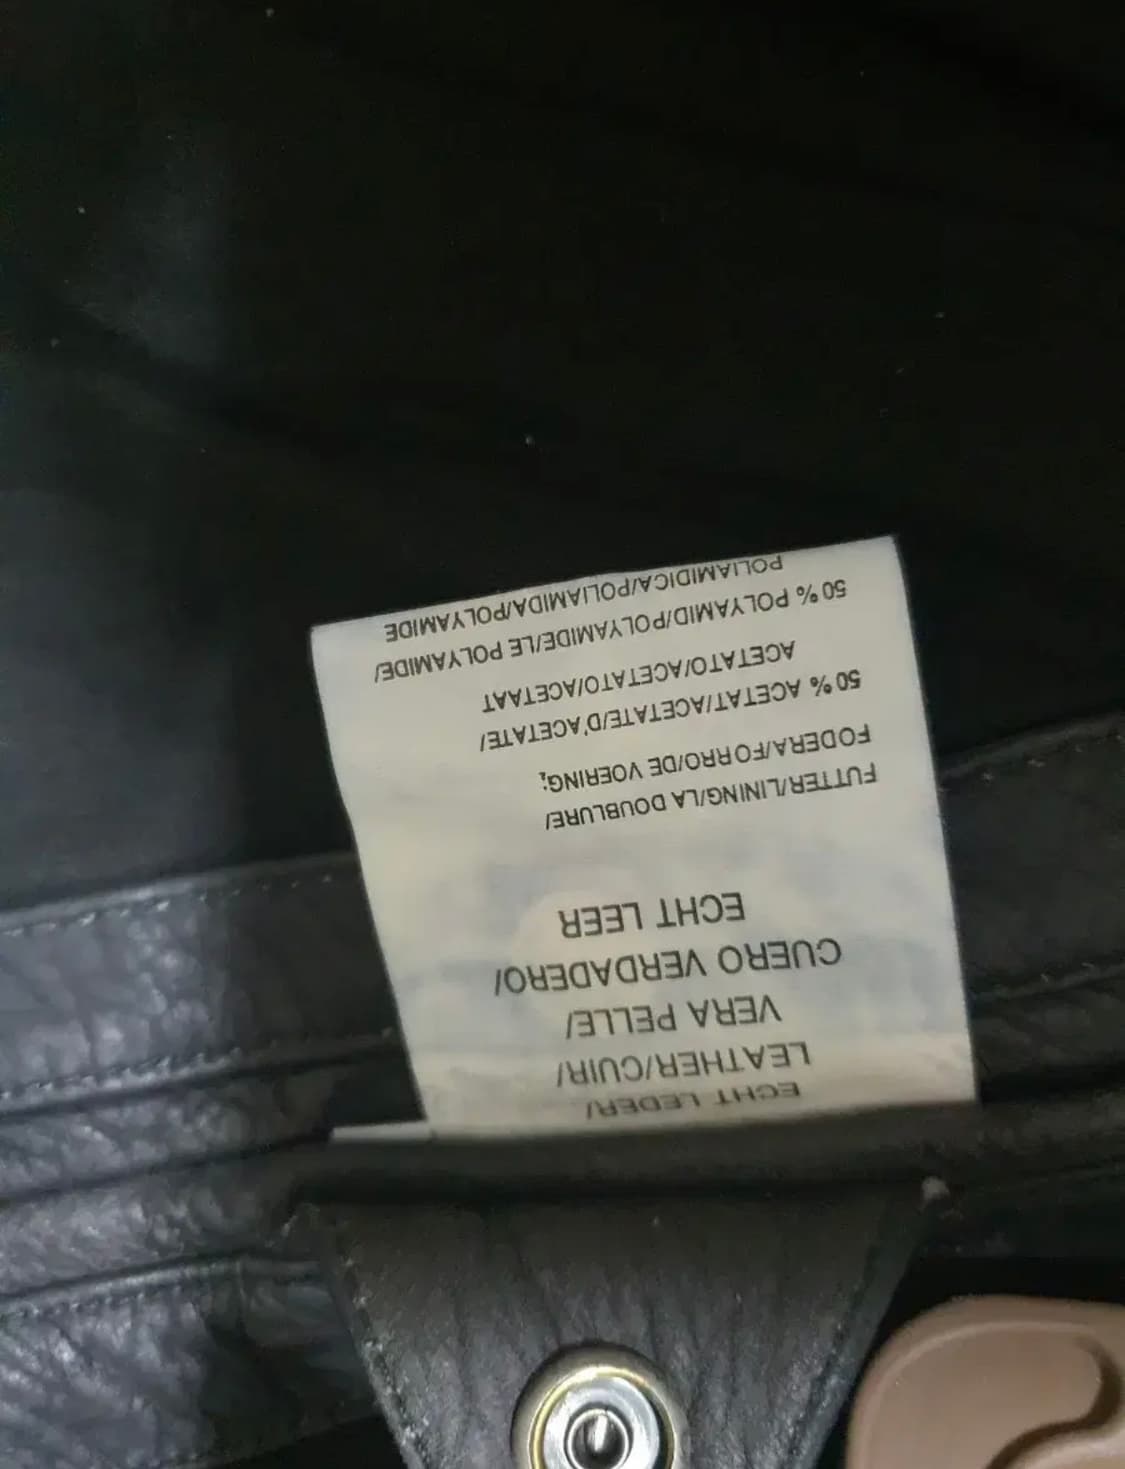 ECHT LEDER/
LEATHER/CUIR/
VERA PELLE/
CUERO VERDADERO/
ECHT LEER
FUTTER/LINING/LA DOUBLURE/
FODERA/FORRO/DE VOERING:
50 % ACETAT/ACETATE/D'ACETATE/
ACETATO/ACETATO/ACETAAT
50 % POLYAMID/POLYAMIDE/LE POLYAMIDE/
POLIAMIDICA/POLIAMIDA/POLYAMIDE